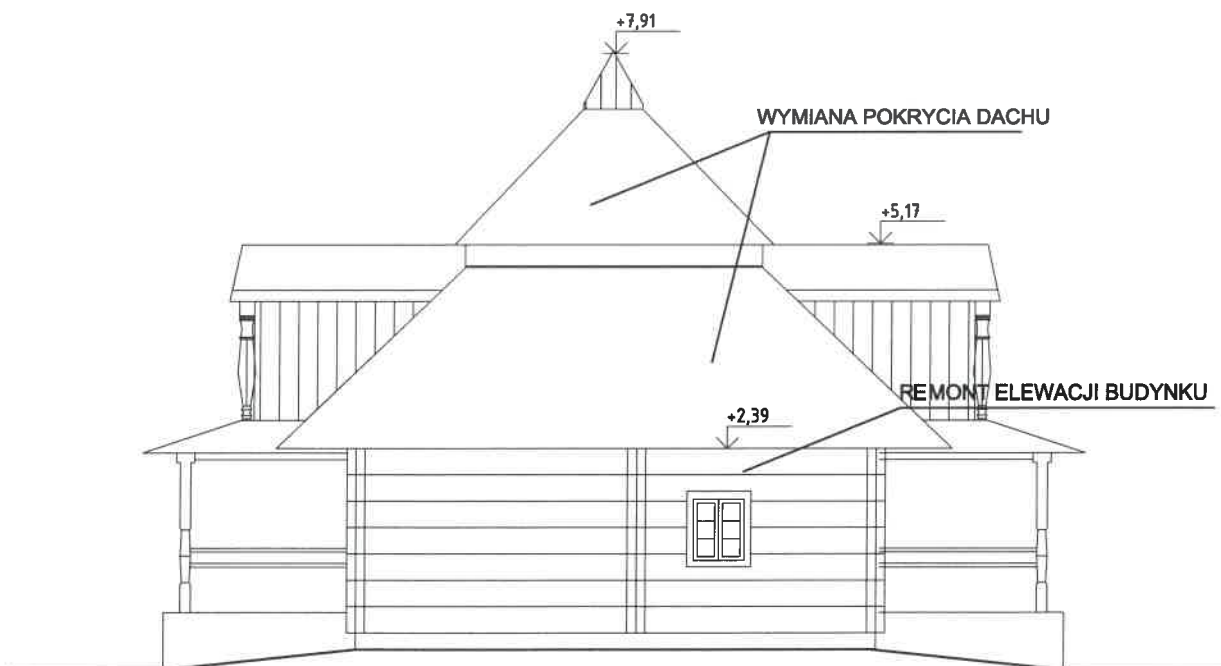 +7,91
WYMIANA POKRYCIA DACHU
+5,17
REMONT ELEWACJI BUDYNKU
+2,39